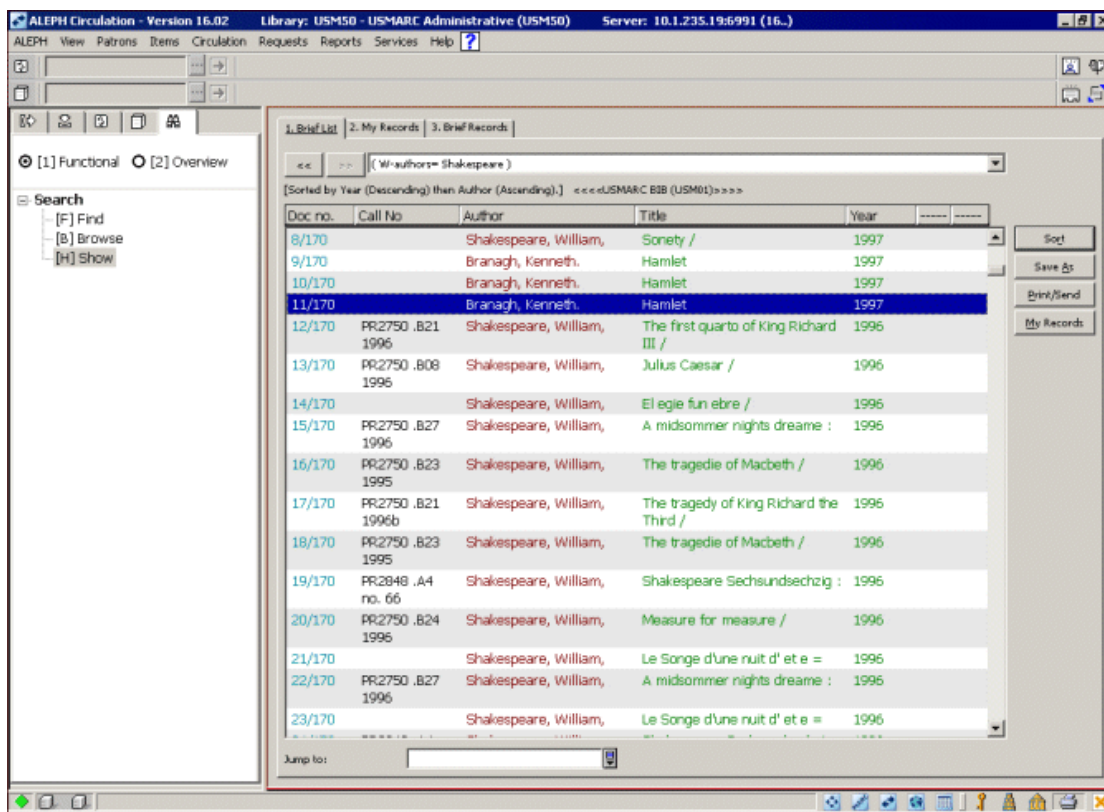 ALEPH Circulation - Version 16.02 Library: USM50 - USMARC Administrative (USM50) Server: 10.1.235.19:6991 (16..)
ALEPH View Patrons Items Circulation Requests Reports Services Help ?
[1] Functional [2] Overview
Search
[F] Find
[B] Browse
[H] Show
1. Brief List 2. My Records 3. Brief Records
<< >> ( W-authors= Shakespeare )
[Sorted by Year (Descending) then Author (Ascending).] <<<<USMARC BIB (USM01)>>>>
Doc no. Call No Author Title Year ----- -----
8/170 Shakespeare, William, Sonety / 1997
9/170 Branagh, Kenneth. Hamlet 1997
10/170 Branagh, Kenneth. Hamlet 1997
11/170 Branagh, Kenneth. Hamlet 1997
12/170 PR2750 .B21 Shakespeare, William, The first quarto of King Richard 1996
1996 III /
13/170 PR2750 .B08 Shakespeare, William, Julius Caesar / 1996
1996
14/170 Shakespeare, William, El egie fun ebre / 1996
15/170 PR2750 .B27 Shakespeare, William, A midsommer nights dreame : 1996
1996
16/170 PR2750 .B23 Shakespeare, William, The tragedie of Macbeth / 1996
1995
17/170 PR2750 .B21 Shakespeare, William, The tragedy of King Richard the 1996
1996b Third /
18/170 PR2750 .B23 Shakespeare, William, The tragedie of Macbeth / 1996
1995
19/170 PR2848 .A4 Shakespeare, William, Shakespeare Sechsundsechzig : 1996
no. 66
20/170 PR2750 .B24 Shakespeare, William, Measure for measure / 1996
1996
21/170 Shakespeare, William, Le Songe d'une nuit d' et e = 1996
22/170 PR2750 .B27 Shakespeare, William, A midsommer nights dreame : 1996
1996
23/170 Shakespeare, William, Le Songe d'une nuit d' et e = 1996
Sort
Save As
Print/Send
My Records
Jump to: